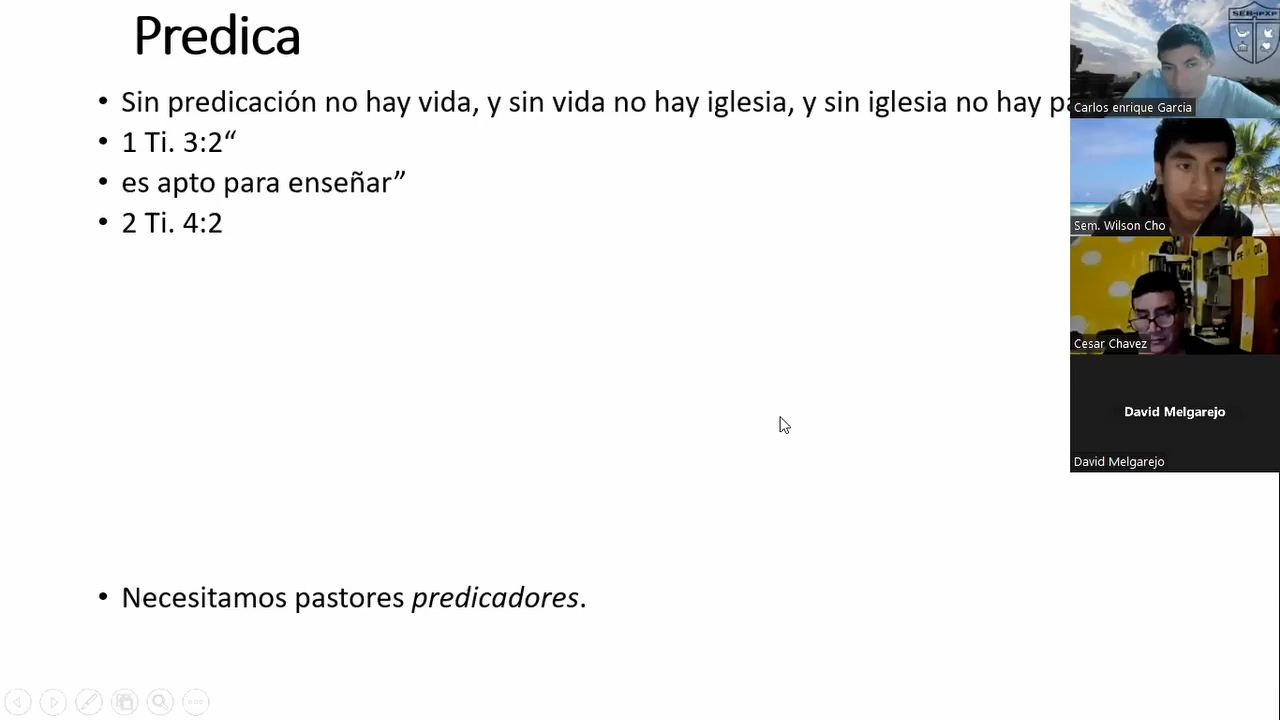 Predica
• Sin predicación no hay vida, y sin vida no hay iglesia, y sin iglesia no hay
• 1 Ti. 3:2“
• es apto para enseñar”
• 2 Ti. 4:2
• Necesitamos pastores predicadores.
Carlos enrique Garcia
Sem. Wilson Cho
Cesar Chavez
David Melgarejo
David Melgarejo